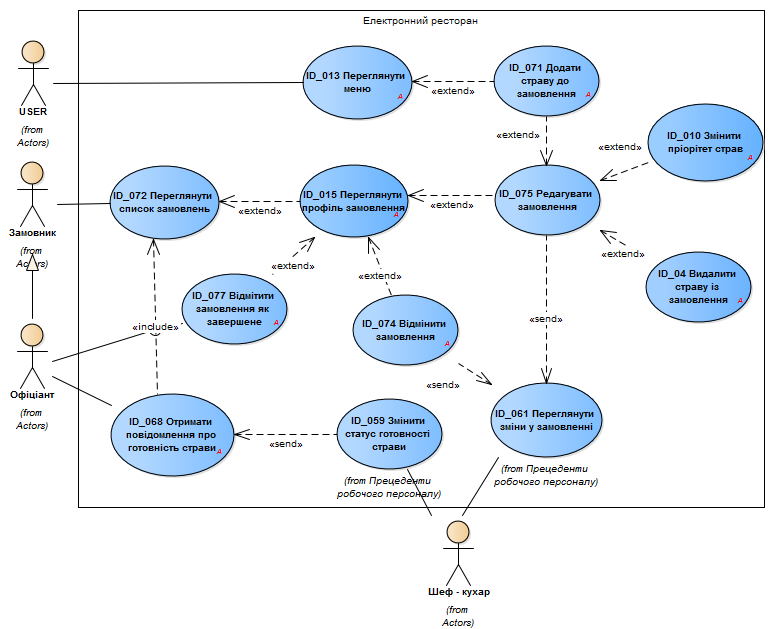 Електронний ресторан
ID_013 Переглянути
меню
A
ID_071 Додати
страву до
замовлення
A
«extend»
USER
(from
Actors)
«extend»
«extend»
ID_010 Змінити
пріорітет страв
A
ID_072 Переглянути
список замовлень
«extend»
ID_015 Переглянути
профіль замовлення
A
«extend»
ID_075 Редагувати
замовлення
Замовник
(from
Actors)
«extend»
ID_04 Видалити
страву із
замовлення
A
«extend»
«extend»
ID_077 Відмітити
замовлення як
завершене
A
«include»
ID_074 Відмінити
замовлення
A
«send»
Офіціант
(from
Actors)
«send»
ID_068 Отримати
повідомлення про
готовність страви
A
«send»
ID_059 Змінити
статус готовності
страви
(from Прецеденти
робочого персоналу)
ID_061 Переглянути
зміни у замовленні
(from Прецеденти
робочого персоналу)
Шеф - кухар
(from
Actors)